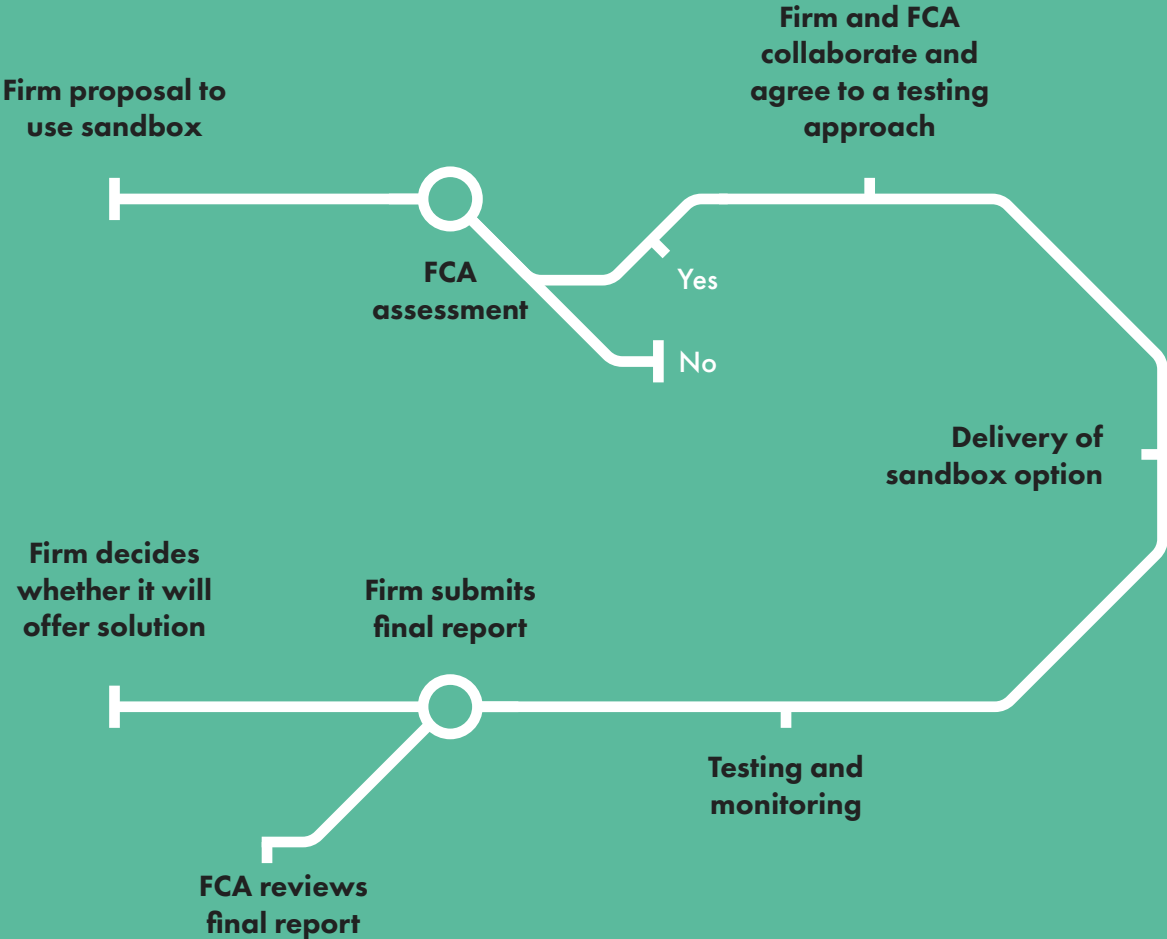 Firm proposal to
use sandbox
FCA
assessment
Yes
No
Firm and FCA
collaborate and
agree to a testing
approach
Delivery of
sandbox option
Testing and
monitoring
Firm submits
final report
FCA reviews
final report
Firm decides
whether it will
offer solution